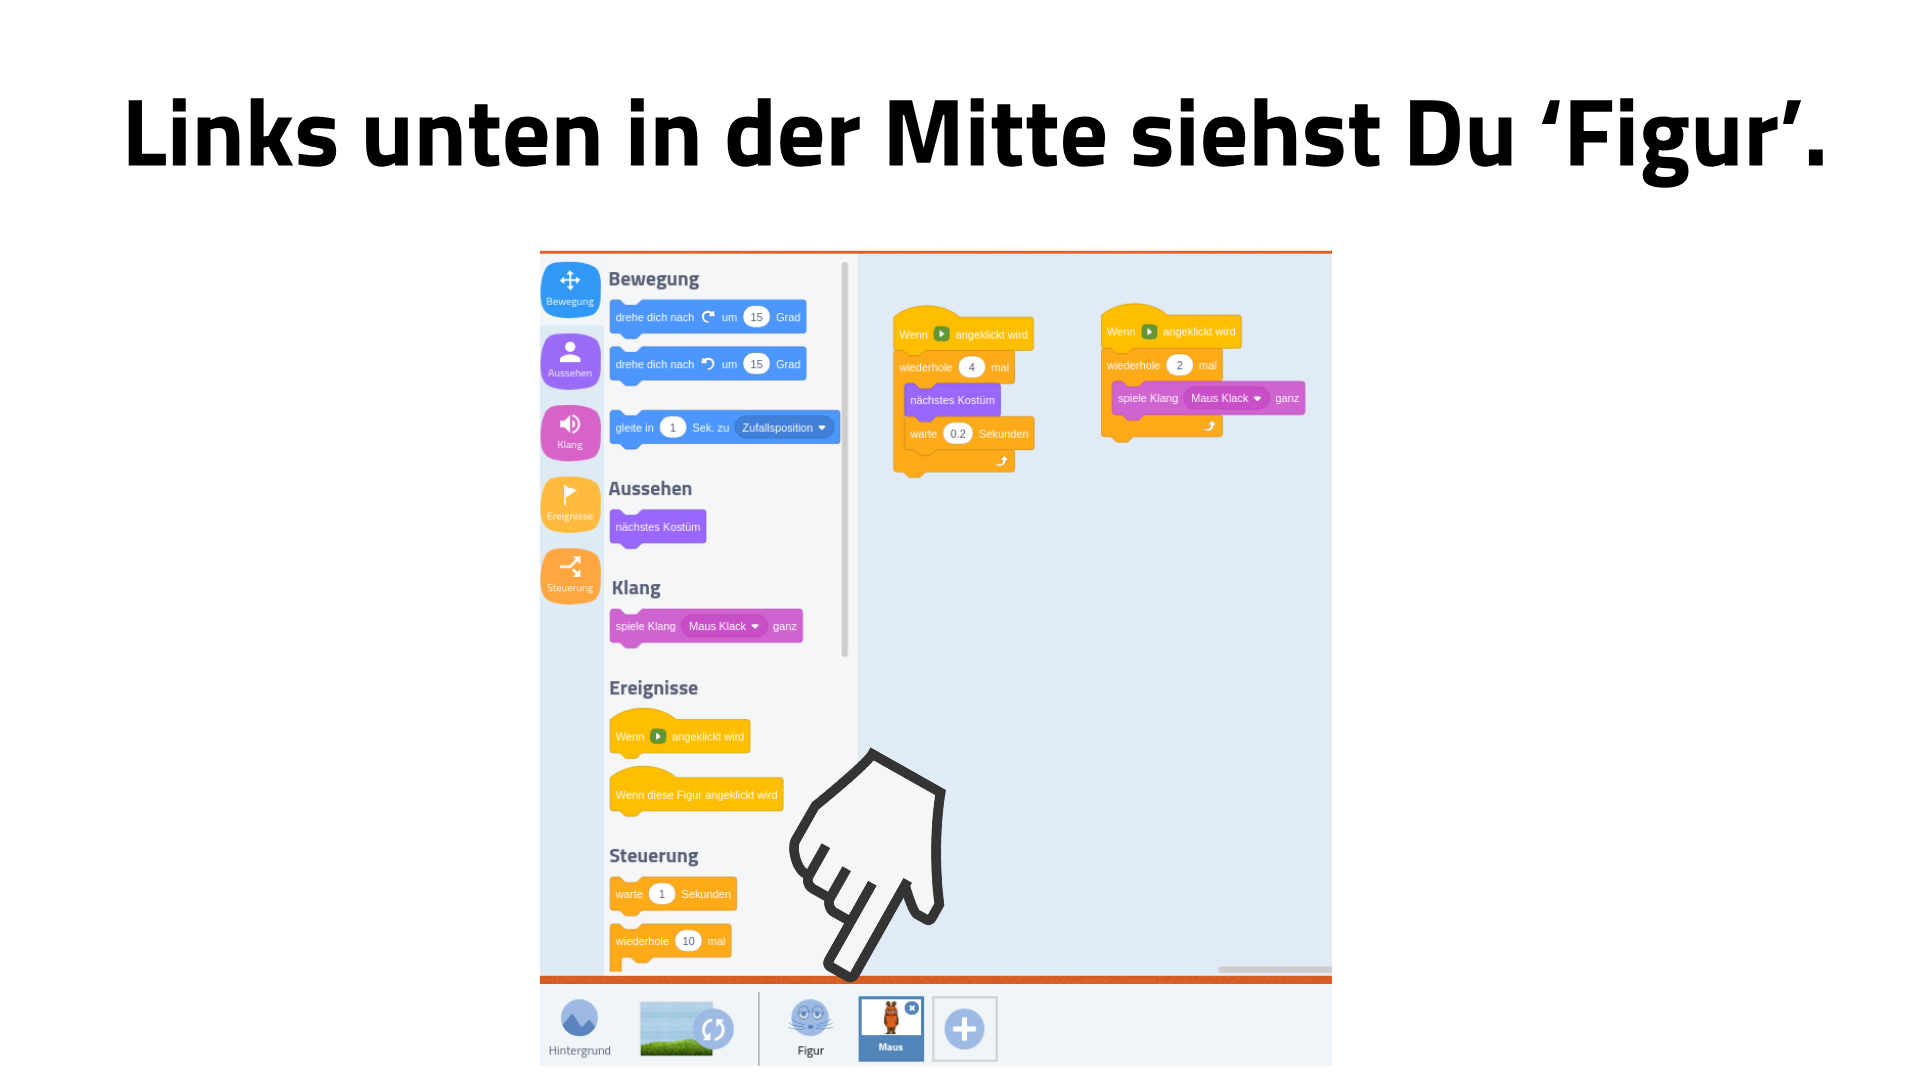 Links unten in der Mitte siehst Du ‘Figur’.
Bewegung
Aussehen
Klang
Ereignisse
Steuerung
Bewegung
drehe dich nach um 15 Grad
drehe dich nach um 15 Grad
gleite in 1 Sek. zu Zufallsposition
Aussehen
nächstes Kostüm
Klang
spiele Klang Maus Klack ganz
Ereignisse
Wenn angeklickt wird
Wenn diese Figur angeklickt wird
Steuerung
warte 1 Sekunden
wiederhole 10 mal
Wenn angeklickt wird
wiederhole 4 mal
nächstes Kostüm
warte 0.2 Sekunden
Wenn angeklickt wird
wiederhole 2 mal
spiele Klang Maus Klack ganz
Hintergrund
Figur
Maus